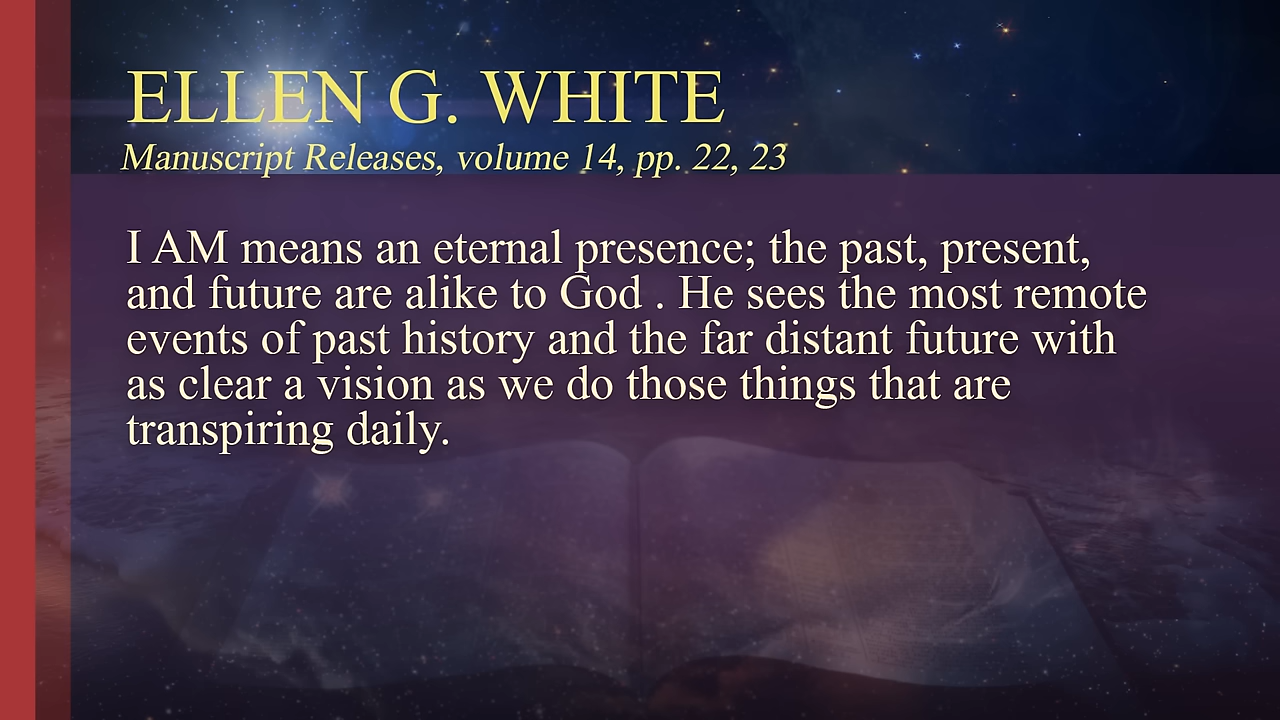 ELLEN G. WHITE
Manuscript Releases, volume 14, pp. 22, 23
I AM means an eternal presence; the past, present,
and future are alike to God . He sees the most remote
events of past history and the far distant future with
as clear a vision as we do those things that are
transpiring daily.